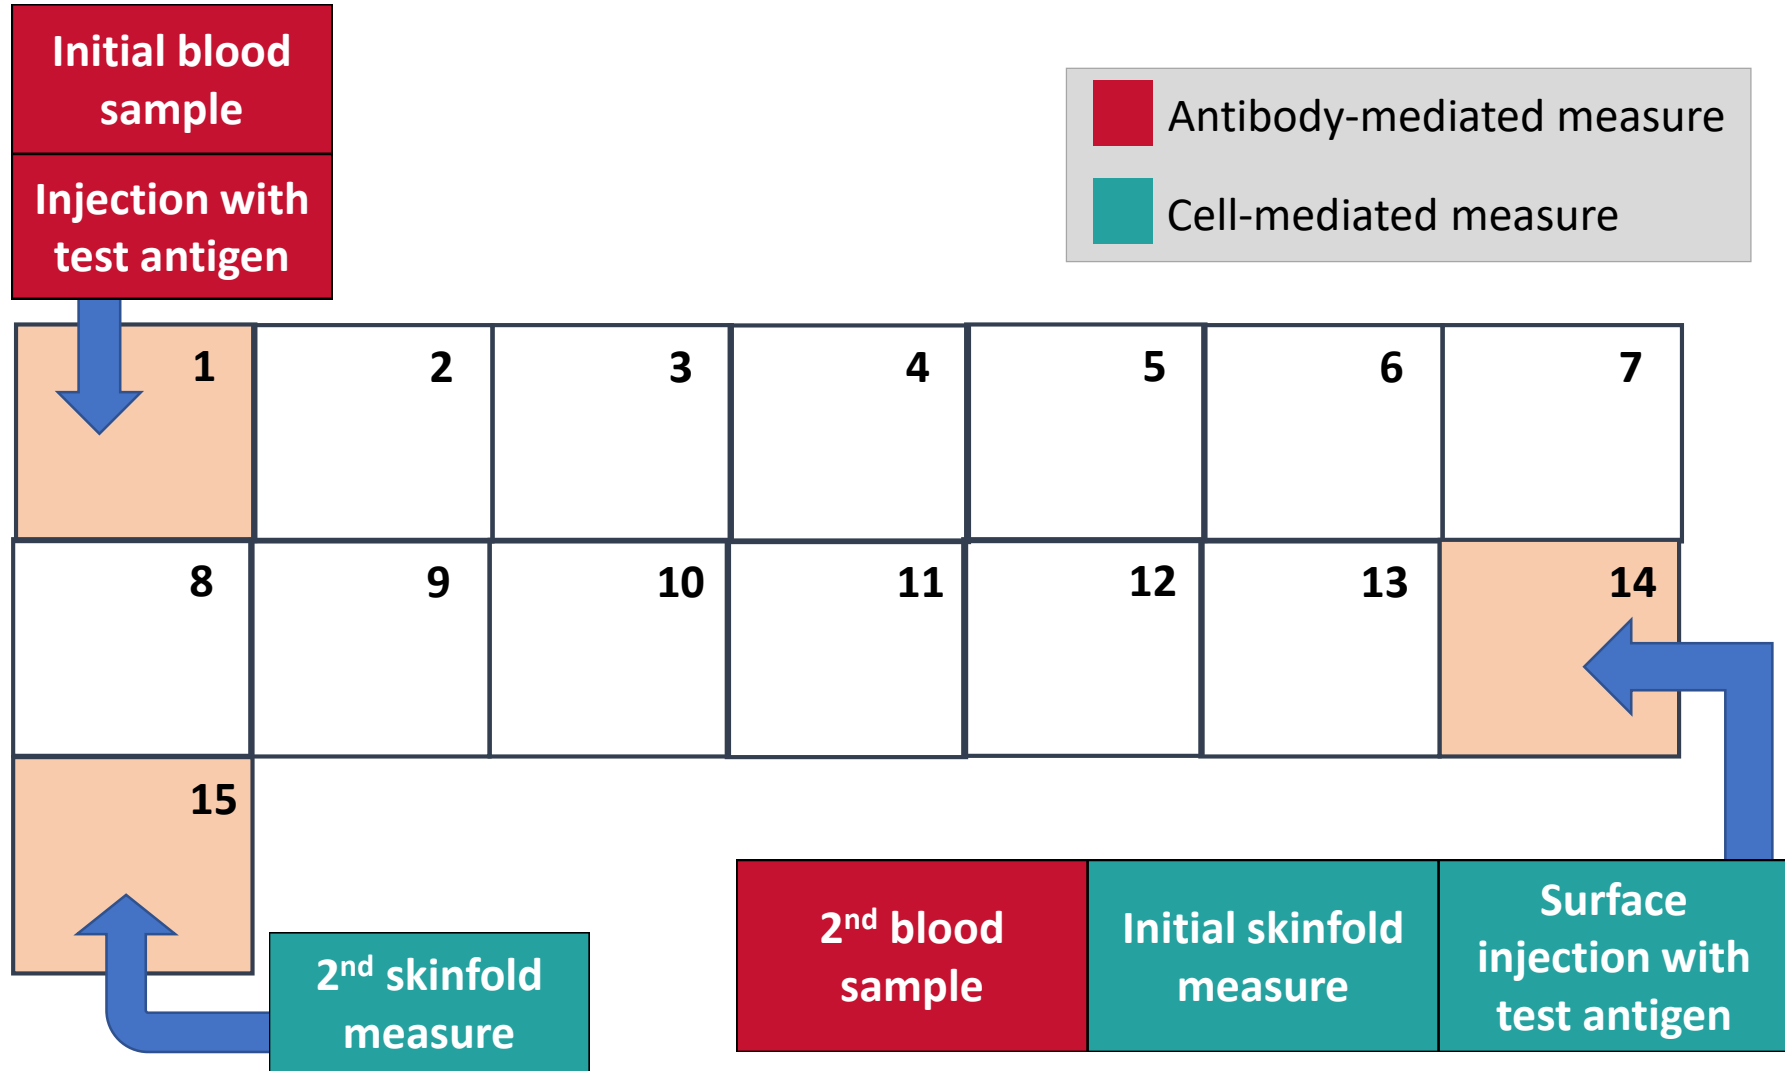 Initial blood
sample
Injection with
test antigen
Antibody-mediated measure
Cell-mediated measure
1
2
3
4
5
6
7
8
9
10
11
12
13
14
15
2nd skinfold
measure
2nd blood
sample
Initial skinfold
measure
Surface
injection with
test antigen